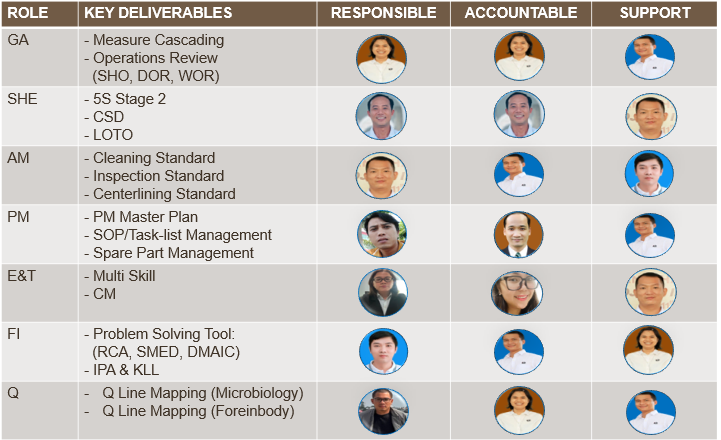 ROLE KEY DELIVERABLES RESPONSIBLE ACCOUNTABLE SUPPORT
GA - Measure Cascading
- Operations Review
(SHO, DOR, WOR)
SHE - 5S Stage 2
- CSD
- LOTO
AM - Cleaning Standard
- Inspection Standard
- Centerlining Standard
PM - PM Master Plan
- SOP/Task-list Management
- Spare Part Management
E&T - Multi Skill
- CM
FI - Problem Solving Tool:
(RCA, SMED, DMAIC)
- IPA & KLL
Q - Q Line Mapping (Microbiology)
- Q Line Mapping (Foreinbody)